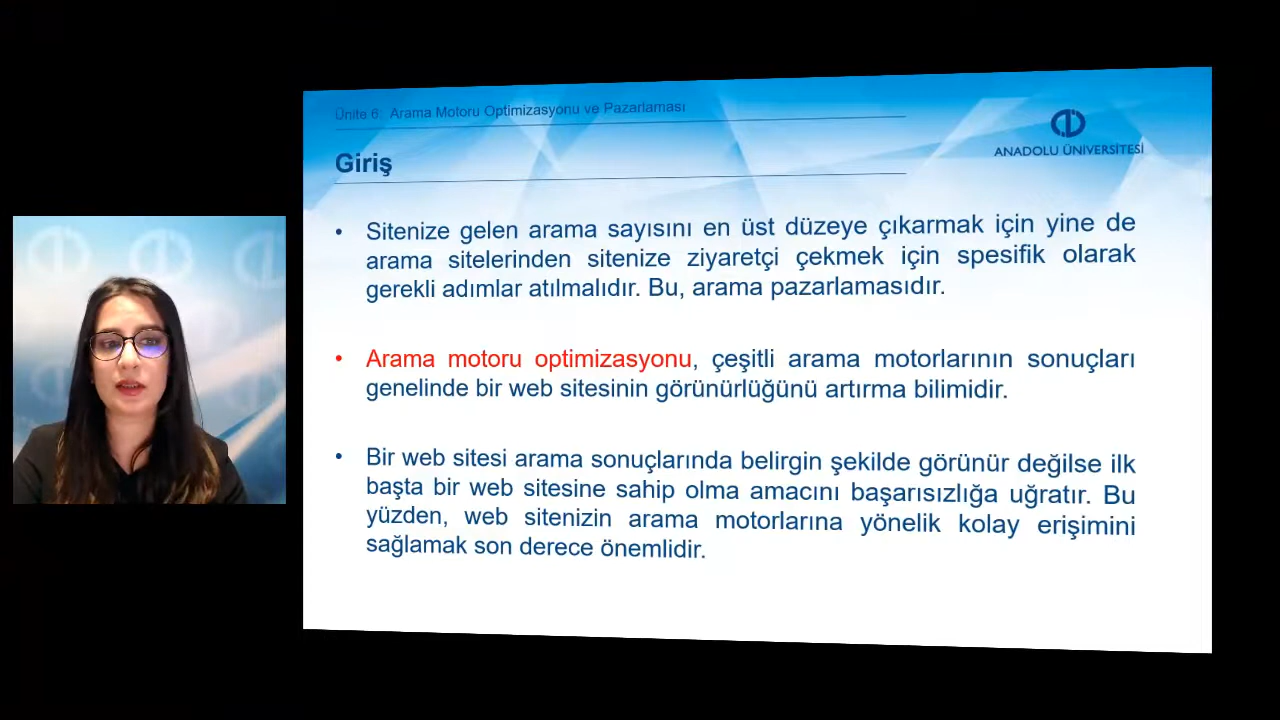 Ünite 6: Arama Motoru Optimizasyonu ve Pazarlaması
ANADOLU ÜNİVERSİTESİ
Giriş
• Sitenize gelen arama sayısını en üst düzeye çıkarmak için yine de
arama sitelerinden sitenize ziyaretçi çekmek için spesifik olarak
gerekli adımlar atılmalıdır. Bu, arama pazarlamasıdır.
• Arama motoru optimizasyonu, çeşitli arama motorlarının sonuçları
genelinde bir web sitesinin görünürlüğünü artırma bilimidir.
• Bir web sitesi arama sonuçlarında belirgin şekilde görünür değilse ilk
başta bir web sitesine sahip olma amacını başarısızlığa uğratır. Bu
yüzden, web sitenizin arama motorlarına yönelik kolay erişimini
sağlamak son derece önemlidir.